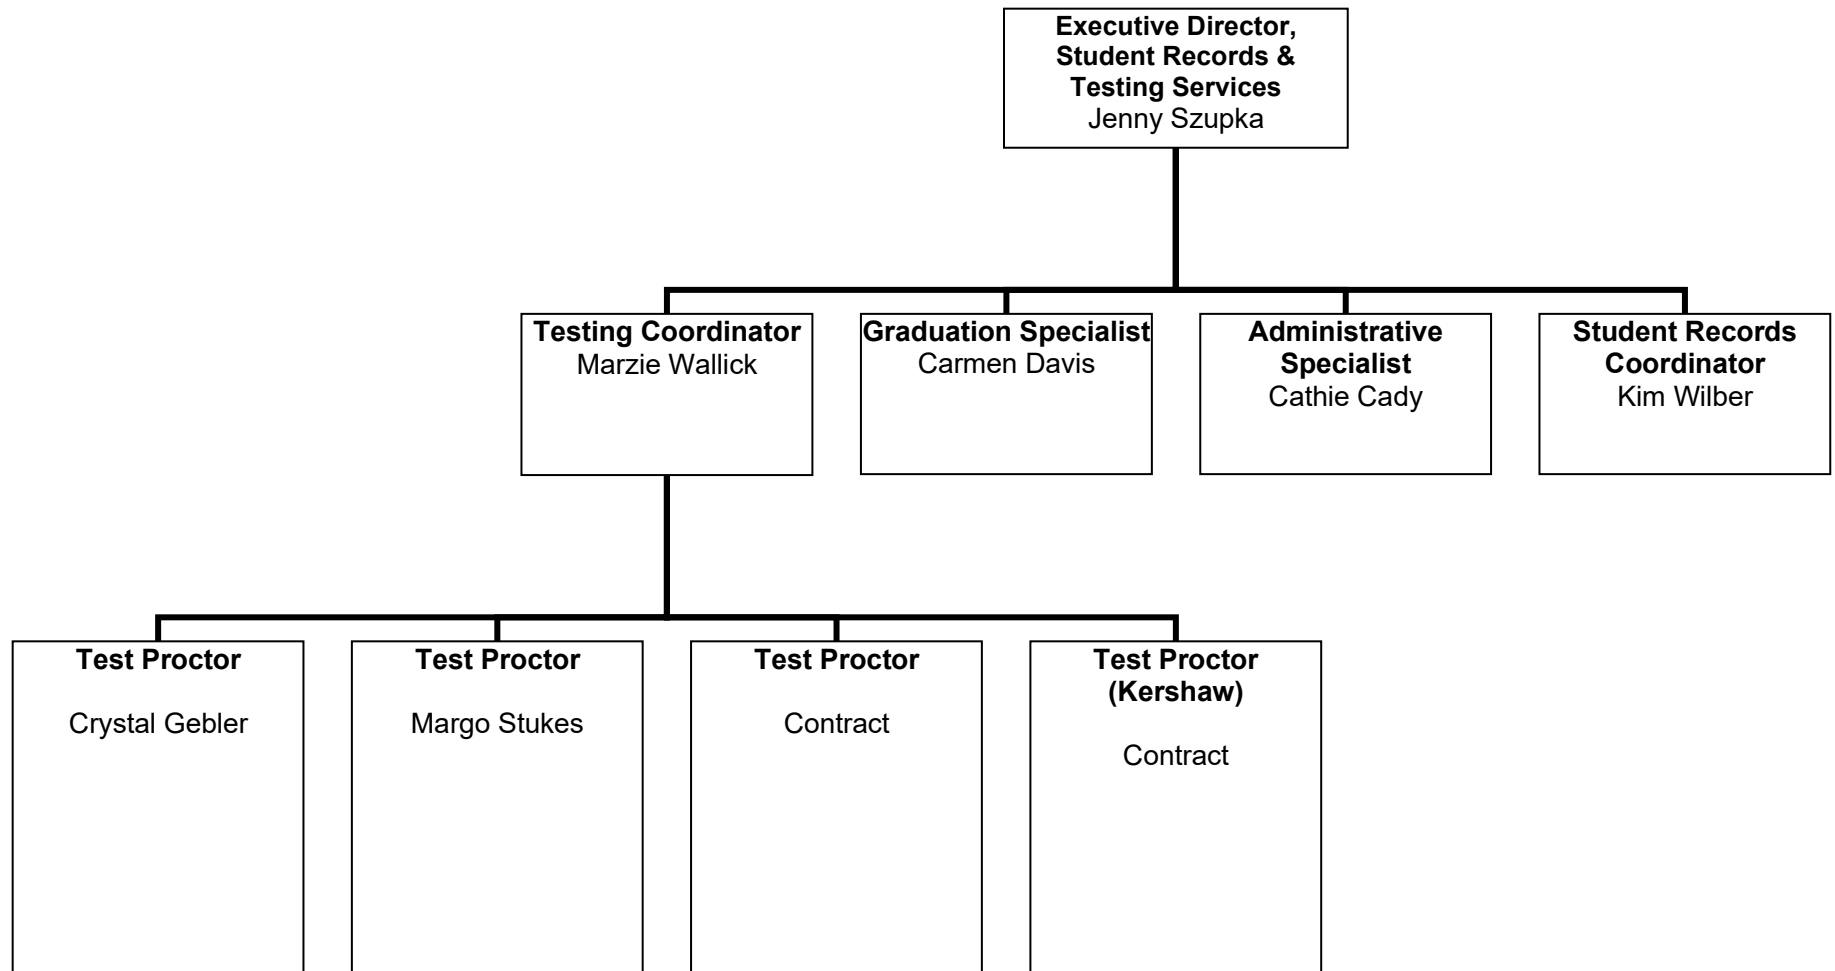 Executive Director,
Student Records &
Testing Services
Jenny Szupka
Testing Coordinator
Marzie Wallick
Graduation Specialist
Carmen Davis
Administrative
Specialist
Cathie Cady
Student Records
Coordinator
Kim Wilber
Test Proctor
Crystal Gebler
Test Proctor
Margo Stukes
Test Proctor
Contract
Test Proctor
(Kershaw)
Contract